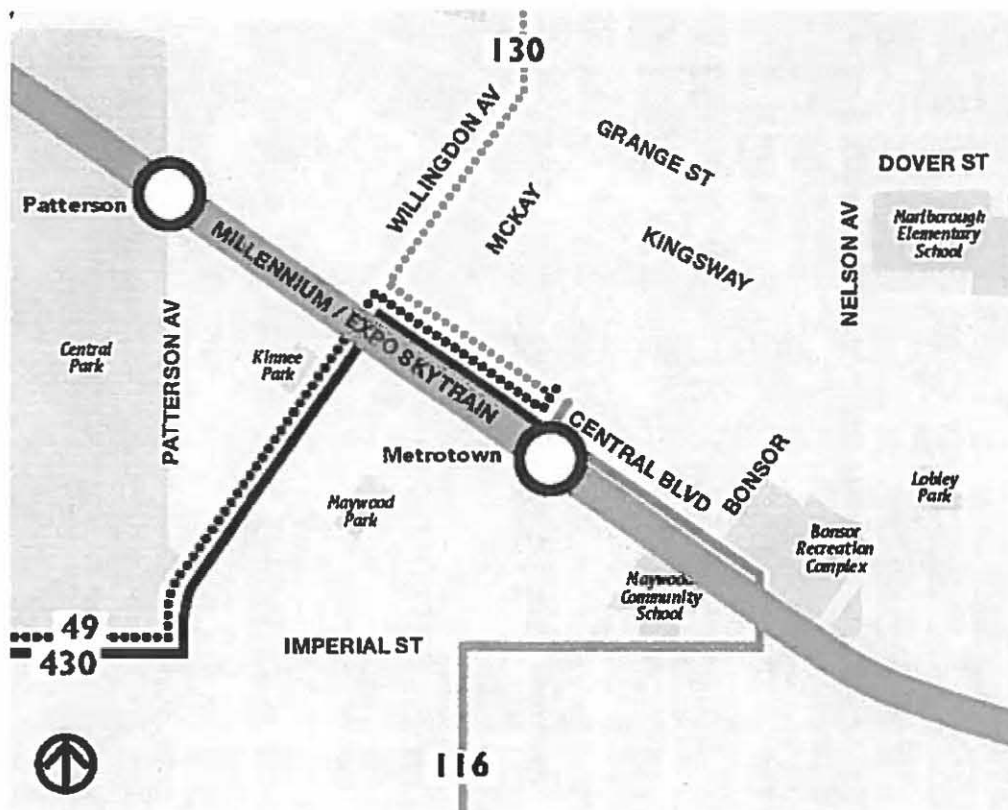 130
WILLINGDON AV
GRANGE ST
DOVER ST
MCKAY
Patterson
Marlborough
Elementary
School
KINGSWAY
NELSON AV
MILLENNIUM / EXPO SKYTRAIN
Central
Park
PATTERSON AV
Kinnee
Park
Metrotown
CENTRAL BLVD
BONSOR
Lobley
Park
Maywood
Park
Bonsor
Recreation
Complex
Maywood
Community
School
49
430
IMPERIAL ST
116